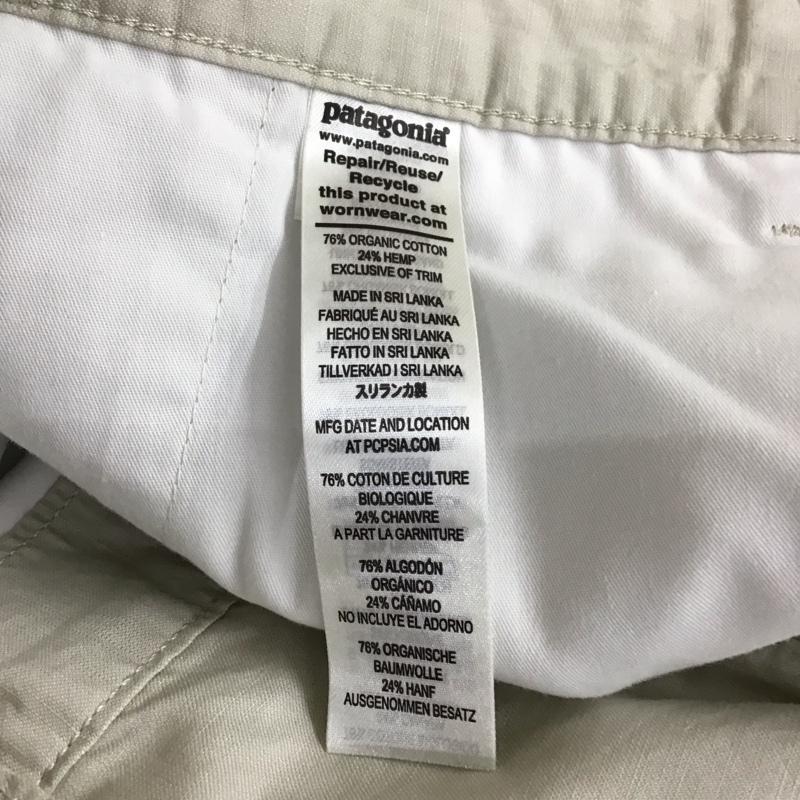 patagonia®
www.patagonia.com
Repair/Reuse/
Recycle
this product at
wornwear.com
76% ORGANIC COTTON
24% HEMP
EXCLUSIVE OF TRIM
MADE IN SRI LANKA
FABRIQUÉ AU SRI LANKA
HECHO EN SRI LANKA
FATTO IN SRI LANKA
TILLVERKAD I SRI LANKA
スリランカ製
MFG DATE AND LOCATION
AT PCPSIA.COM
76% COTON DE CULTURE
BIOLOGIQUE
24% CHANVRE
A PART LA GARNITURE
76% ALGODÓN
ORGÁNICO
24% CÁÑAMO
NO INCLUYE EL ADORNO
76% ORGANISCHE
BAUMWOLLE
24% HANF
AUSGENOMMEN BESATZ